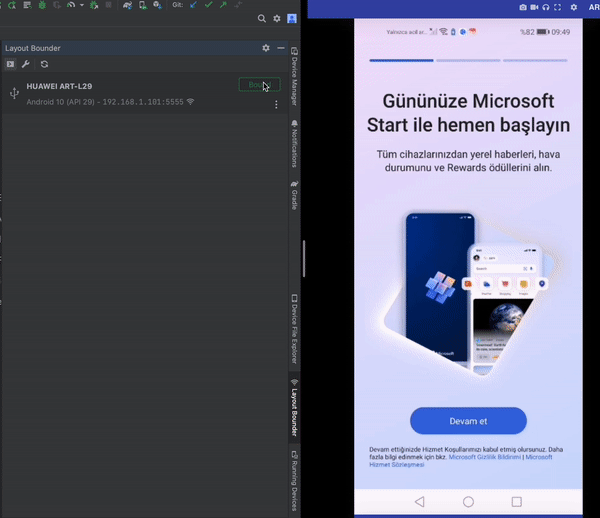 Git:
Layout Bounder
HUAWEI ART-L29
Android 10 (API 29) - 192.168.1.101:5555
Device Manager
Notifications
Gradle
Device File Explorer
Layout Bounder
Running Devices
AR
Yalnızca acil ar...
%82
09:49
Gününüze Microsoft
Start ile hemen başlayın
Tüm cihazlarınızdan yerel haberleri, hava
durumunu ve Rewards ödüllerini alın.
Search
Microsoft
Devam et
Devam ettiğinizde Hizmet Koşullarımızı kabul etmiş olursunuz. Daha
fazla bilgi edinmek için bkz. Microsoft Gizlilik Bildirimi | Microsoft
Hizmet Sözleşmesi